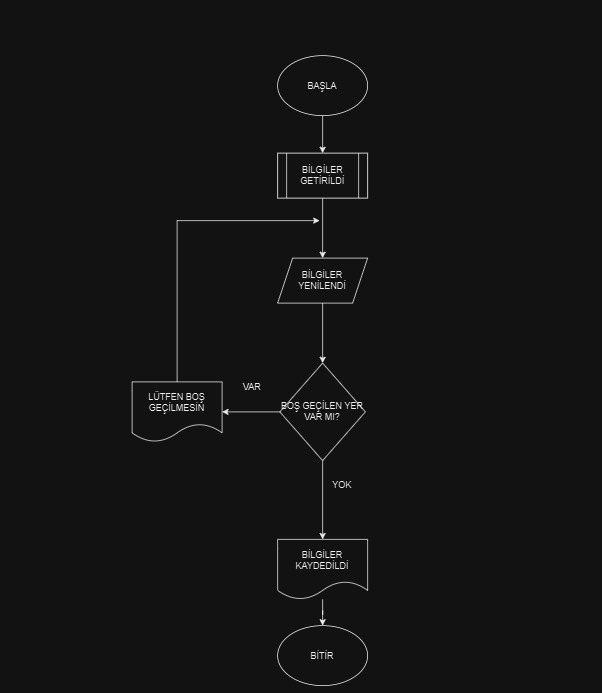 BAŞLA
BİLGİLER
GETİRİLDİ
BİLGİLER
YENİLENDİ
BOŞ GEÇİLEN YER
VAR MI?
VAR
LÜTFEN BOŞ
GEÇİLMESİN
YOK
BİLGİLER
KAYDEDİLDİ
BİTİR